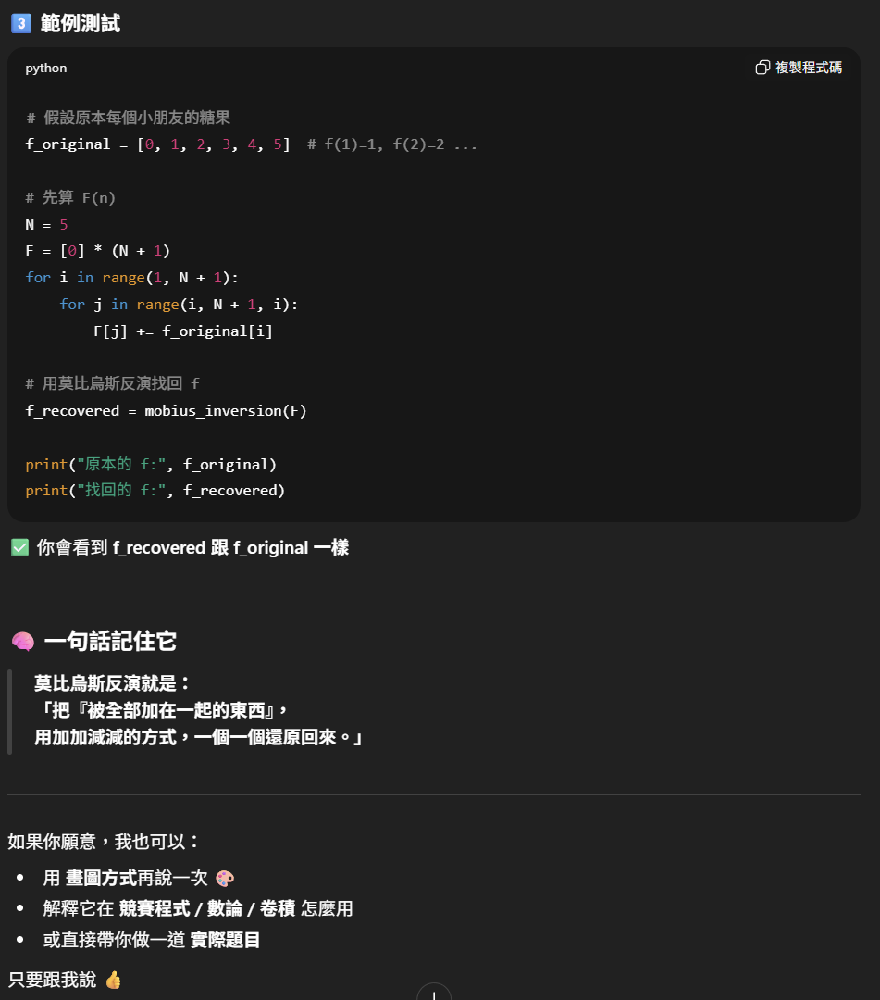 3 範例測試
python
複製程式碼
# 假設原本每個小朋友的糖果
f_original = [0, 1, 2, 3, 4, 5]  # f(1)=1, f(2)=2 ...
# 先算 F(n)
N = 5
F = [0] * (N + 1)
for i in range(1, N + 1):
    for j in range(i, N + 1, i):
        F[j] += f_original[i]
# 用莫比烏斯反演找回 f
f_recovered = mobius_inversion(F)
print("原本的 f:", f_original)
print("找回的 f:", f_recovered)
✅ 你會看到 f_recovered 跟 f_original 一樣
🧠 一句話記住它
莫比烏斯反演就是：
「把『被全部加在一起的東西』，
用加加減減的方式，一個一個還原回來。」
如果你願意，我也可以：
• 用 畫圖方式再說一次 🎨
• 解釋它在 競賽程式 / 數論 / 卷積 怎麼用
• 或直接帶你做一道 實際題目
只要跟我說 👍